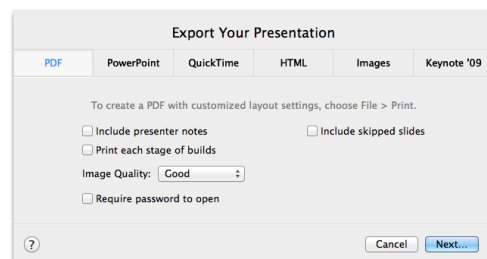 Export Your Presentation
PDF PowerPoint QuickTime HTML Images Keynote '09
To create a PDF with customized layout settings, choose File > Print.
Include presenter notes Include skipped slides
Print each stage of builds
Image Quality: Good
Require password to open
? Cancel Next...